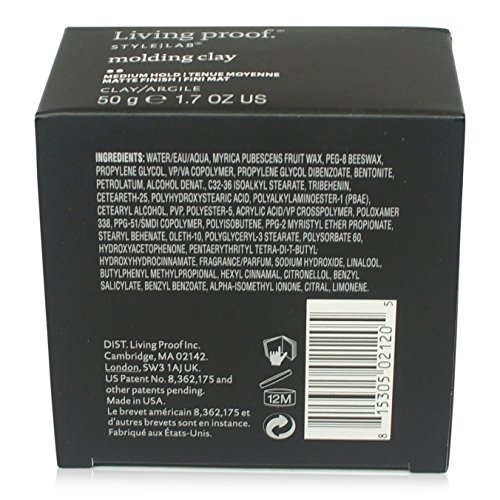 Living proof.®
STYLE|LAB®
molding clay
MEDIUM HOLD | TENUE MOYENNE
MATTE FINISH | FINI MAT
CLAY/ARGILE
50 g ℮ 1.7 OZ US
INGREDIENTS: WATER/EAU/AQUA, MYRICA PUBESCENS FRUIT WAX, PEG-8 BEESWAX,
PROPYLENE GLYCOL, VP/VA COPOLYMER, PROPYLENE GLYCOL DIBENZOATE, BENTONITE,
PETROLATUM, ALCOHOL DENAT., C32-36 ISOALKYL STEARATE, TRIBEHENIN,
CETEARETH-25, POLYHYDROXYSTEARIC ACID, POLYALKYLAMINOESTER-1 (PBAE),
CETEARYL ALCOHOL, PVP, POLYESTER-5, ACRYLIC ACID/VP CROSSPOLYMER, POLOXAMER
338, PPG-51/SMDI COPOLYMER, POLYISOBUTENE, PPG-2 MYRISTYL ETHER PROPIONATE,
STEARYL BEHENATE, OLETH-10, POLYGLYCERYL-3 STEARATE, POLYSORBATE 60,
HYDROXYACETOPHENONE, PENTAERYTHRITYL TETRA-DI-T-BUTYL
HYDROXYHYDROCINNAMATE, FRAGRANCE/PARFUM, SODIUM HYDROXIDE, LINALOOL,
BUTYLPHENYL METHYLPROPIONAL, HEXYL CINNAMAL, CITRONELLOL, BENZYL
SALICYLATE, BENZYL BENZOATE, ALPHA-ISOMETHYL IONONE, CITRAL, LIMONENE.
DIST. Living Proof Inc.
Cambridge, MA 02142.
London, SW3 1AJ UK.
US Patent No. 8,362,175 and
other patents pending.
Made in USA.
Le brevet américain 8,362,175 et
d'autres brevets sont en instance.
Fabriqué aux États-Unis.
12M
8 15305 02120 5